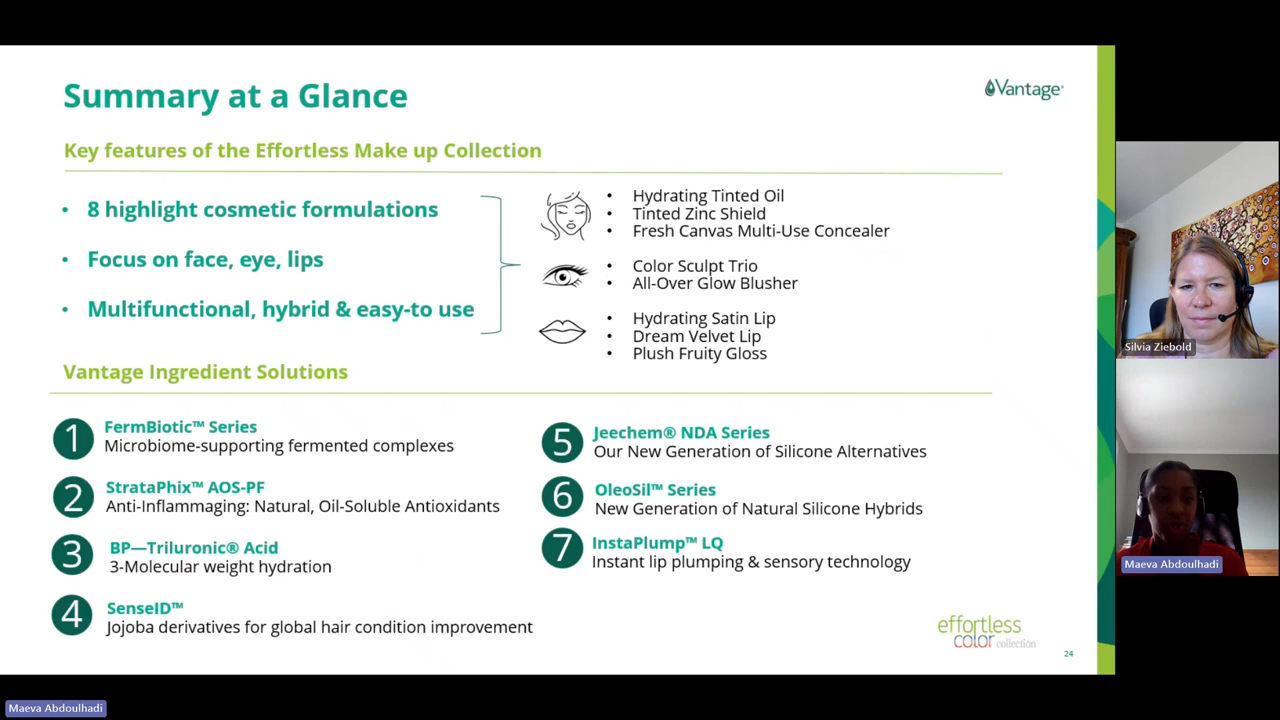 Summary at a Glance
Vantage
Key features of the Effortless Make up Collection
• 8 highlight cosmetic formulations
• Focus on face, eye, lips
• Multifunctional, hybrid & easy-to use
• Hydrating Tinted Oil
• Tinted Zinc Shield
• Fresh Canvas Multi-Use Concealer
• Color Sculpt Trio
• All-Over Glow Blusher
• Hydrating Satin Lip
• Dream Velvet Lip
• Plush Fruity Gloss
Vantage Ingredient Solutions
1 FermBiotic™ Series
Microbiome-supporting fermented complexes
2 StrataPhix™ AOS-PF
Anti-Inflammaging: Natural, Oil-Soluble Antioxidants
3 BP—Triluronic® Acid
3-Molecular weight hydration
4 SenseID™
Jojoba derivatives for global hair condition improvement
5 Jeechem® NDA Series
Our New Generation of Silicone Alternatives
6 OleoSil™ Series
New Generation of Natural Silicone Hybrids
7 InstaPlump™ LQ
Instant lip plumping & sensory technology
effortless
color collection
24
Silvia Ziebold
Maeva Abdoulhadi
Maeva Abdoulhadi